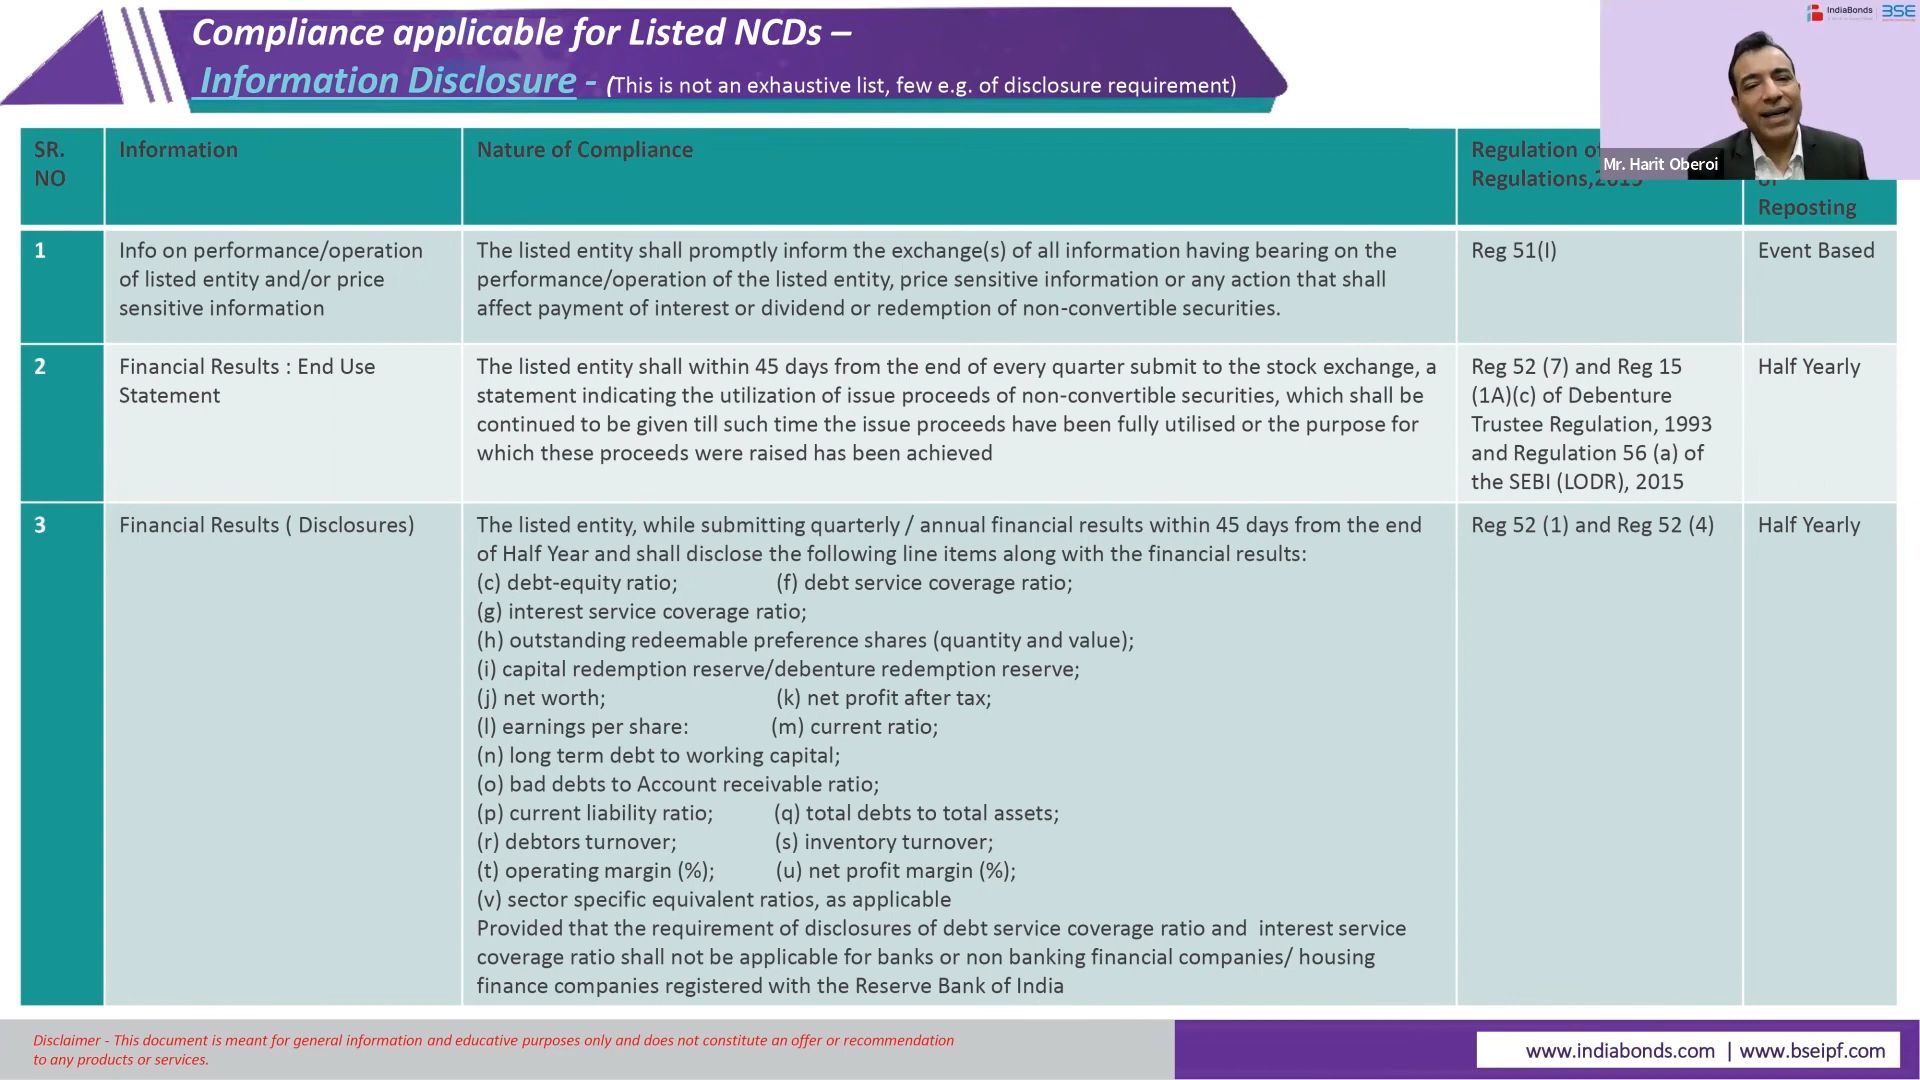 Compliance applicable for Listed NCDs –
Information Disclosure - (This is not an exhaustive list, few e.g. of disclosure requirement)
IndiaBonds
BSE
Mr. Harit Oberoi
SR.
NO
Information
Nature of Compliance
Regulation
Regulations,2015
of
Reposting
1
Info on performance/operation
of listed entity and/or price
sensitive information
The listed entity shall promptly inform the exchange(s) of all information having bearing on the
performance/operation of the listed entity, price sensitive information or any action that shall
affect payment of interest or dividend or redemption of non-convertible securities.
Reg 51(I)
Event Based
2
Financial Results : End Use
Statement
The listed entity shall within 45 days from the end of every quarter submit to the stock exchange, a
statement indicating the utilization of issue proceeds of non-convertible securities, which shall be
continued to be given till such time the issue proceeds have been fully utilised or the purpose for
which these proceeds were raised has been achieved
Reg 52 (7) and Reg 15
(1A)(c) of Debenture
Trustee Regulation, 1993
and Regulation 56 (a) of
the SEBI (LODR), 2015
Half Yearly
3
Financial Results ( Disclosures)
The listed entity, while submitting quarterly / annual financial results within 45 days from the end
of Half Year and shall disclose the following line items along with the financial results:
(c) debt-equity ratio; (f) debt service coverage ratio;
(g) interest service coverage ratio;
(h) outstanding redeemable preference shares (quantity and value);
(i) capital redemption reserve/debenture redemption reserve;
(j) net worth; (k) net profit after tax;
(l) earnings per share: (m) current ratio;
(n) long term debt to working capital;
(o) bad debts to Account receivable ratio;
(p) current liability ratio; (q) total debts to total assets;
(r) debtors turnover; (s) inventory turnover;
(t) operating margin (%); (u) net profit margin (%);
(v) sector specific equivalent ratios, as applicable
Provided that the requirement of disclosures of debt service coverage ratio and interest service
coverage ratio shall not be applicable for banks or non banking financial companies/ housing
finance companies registered with the Reserve Bank of India
Reg 52 (1) and Reg 52 (4)
Half Yearly
Disclaimer - This document is meant for general information and educative purposes only and does not constitute an offer or recommendation
to any products or services.
www.indiabonds.com | www.bseipf.com